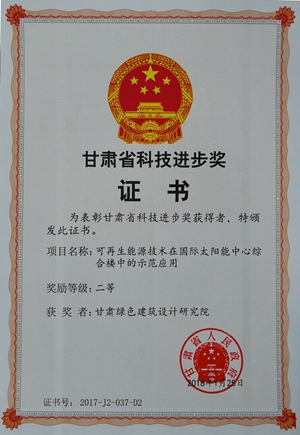 甘肃省科技进步奖
证 书
为表彰甘肃省科技进步奖获得者，特颁
发此证书。
项目名称：可再生能源技术在国际太阳能中心综
合楼中的示范应用
奖励等级：二等
获 奖 者：甘肃绿色建筑设计研究院
甘肃省人民政府
2018年1月25日
证书号：2017-J2-037-D2